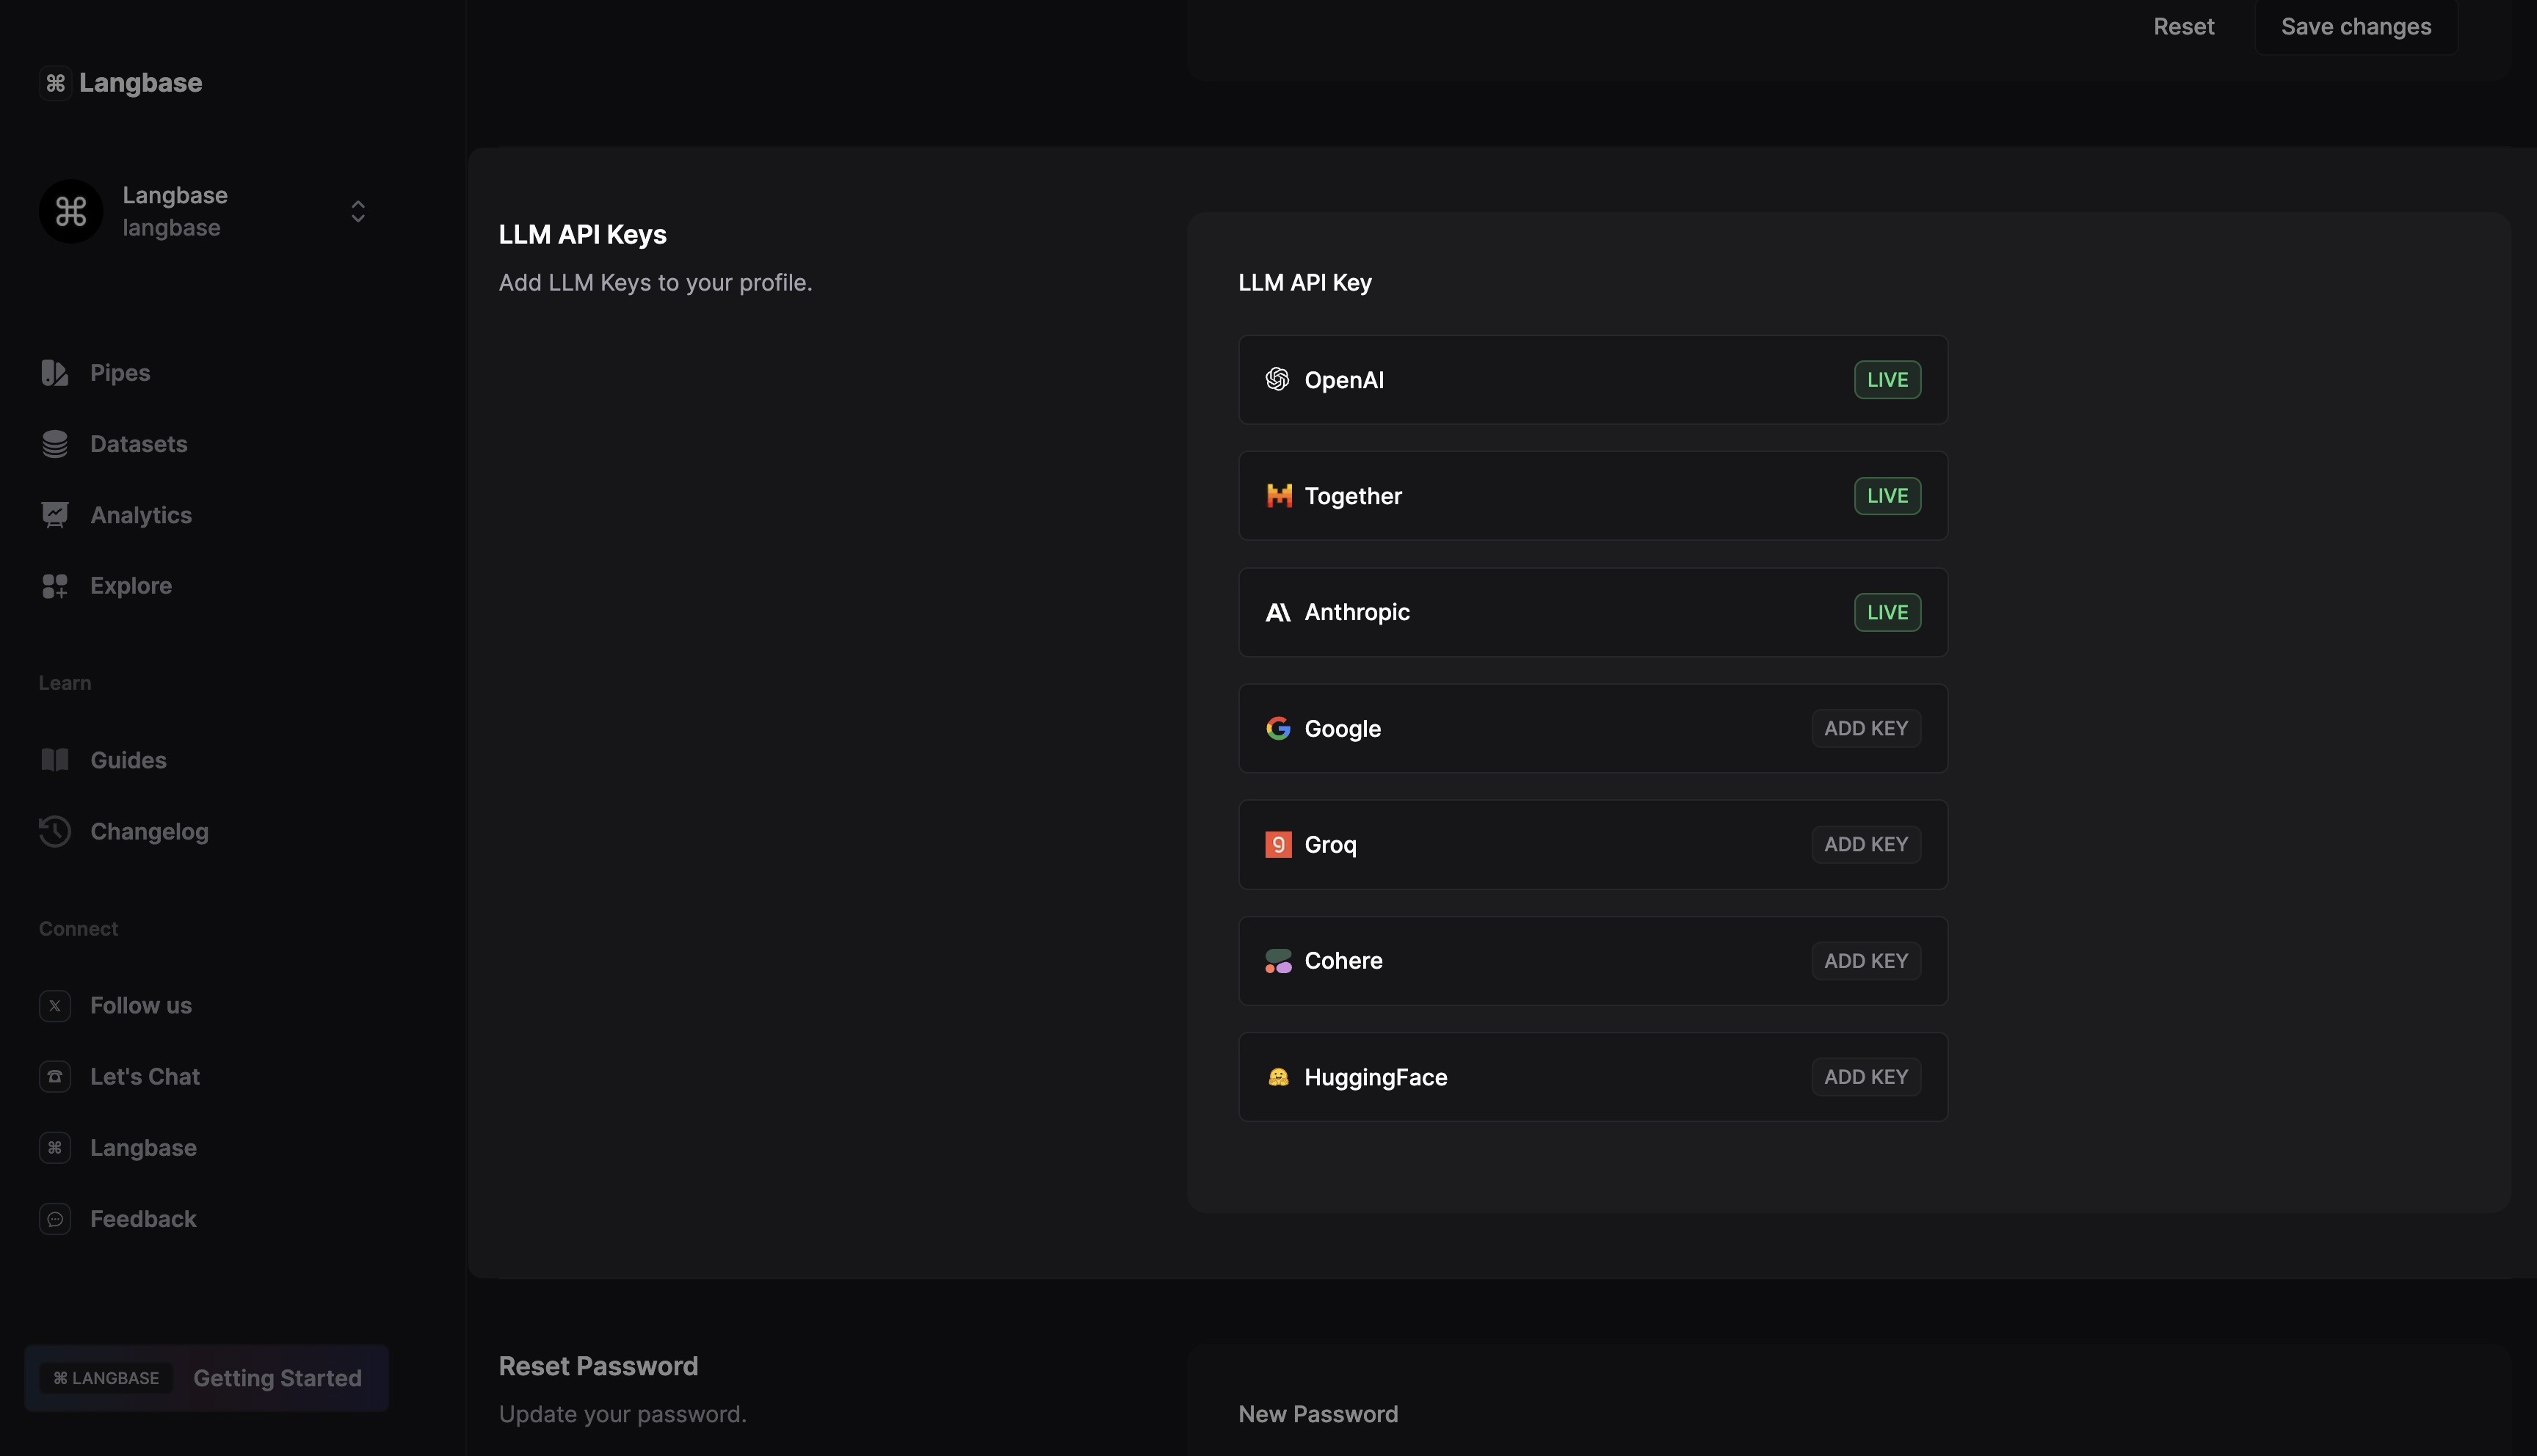 Langbase
Langbase
langbase
Pipes
Datasets
Analytics
Explore
Learn
Guides
Changelog
Connect
Follow us
Let's Chat
Langbase
Feedback
LANGBASE Getting Started
Reset Save changes
LLM API Keys
Add LLM Keys to your profile.
LLM API Key
OpenAI LIVE
Together LIVE
Anthropic LIVE
Google ADD KEY
Groq ADD KEY
Cohere ADD KEY
HuggingFace ADD KEY
Reset Password
Update your password.
New Password